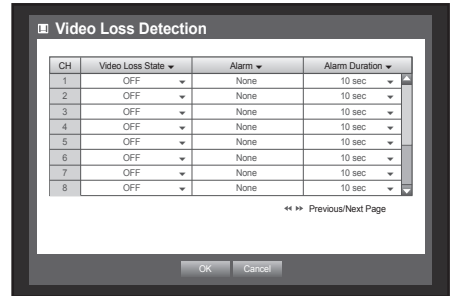 Video Loss Detection
CH Video Loss State Alarm Alarm Duration
1 OFF None 10 sec
2 OFF None 10 sec
3 OFF None 10 sec
4 OFF None 10 sec
5 OFF None 10 sec
6 OFF None 10 sec
7 OFF None 10 sec
8 OFF None 10 sec
Previous/Next Page
OK Cancel